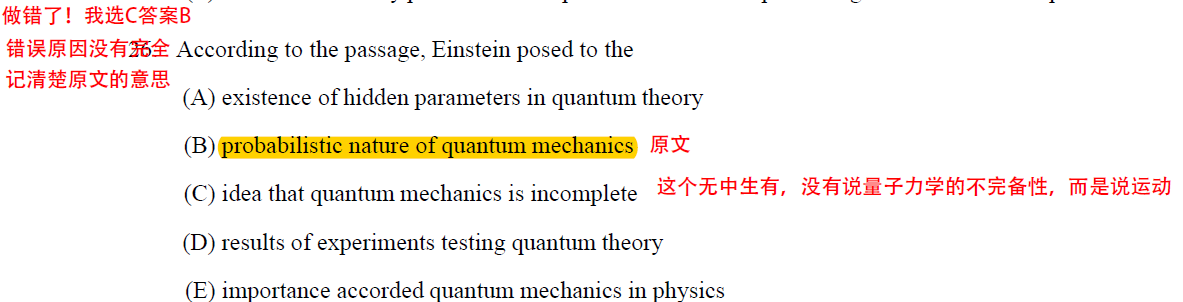 做错了！我选C答案B
错误原因没有完全
记清楚原文的意思
26 According to the passage, Einstein posed to the
(A) existence of hidden parameters in quantum theory
(B) probabilistic nature of quantum mechanics 原文
(C) idea that quantum mechanics is incomplete 这个无中生有，没有说量子力学的不完备性，而是说运动
(D) results of experiments testing quantum theory
(E) importance accorded quantum mechanics in physics